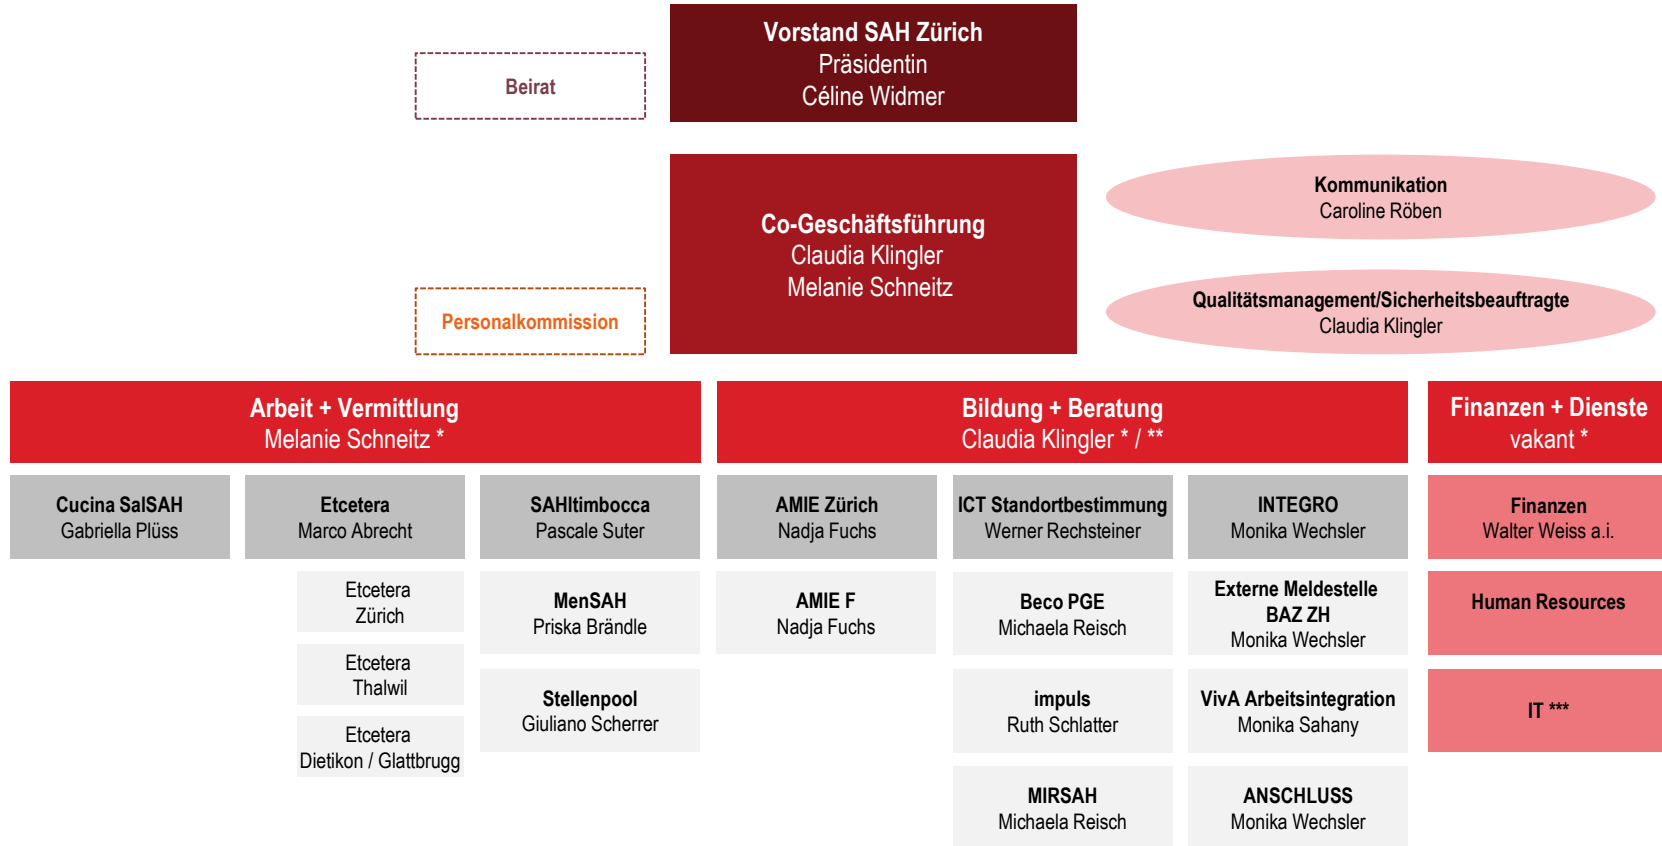 Vorstand SAH Zürich
Präsidentin
Céline Widmer
Beirat
Co-Geschäftsführung
Claudia Klingler
Melanie Schneitz
Kommunikation
Caroline Röben
Qualitätsmanagement/Sicherheitsbeauftragte
Claudia Klingler
Personalkommission
Arbeit + Vermittlung
Melanie Schneitz *
Bildung + Beratung
Claudia Klingler * / **
Finanzen + Dienste
vakant *
Cucina SalSAH
Gabriella Plüss
Etcetera
Marco Abrecht
SAHltimbocca
Pascale Suter
AMIE Zürich
Nadja Fuchs
ICT Standortbestimmung
Werner Rechsteiner
INTEGRO
Monika Wechsler
Finanzen
Walter Weiss a.i.
Etcetera
Zürich
MenSAH
Priska Brändle
AMIE F
Nadja Fuchs
Beco PGE
Michaela Reisch
Externe Meldestelle
BAZ ZH
Monika Wechsler
Human Resources
Etcetera
Thalwil
Stellenpool
Giuliano Scherrer
impuls
Ruth Schlatter
VivA Arbeitsintegration
Monika Sahany
IT ***
Etcetera
Dietikon / Glattbrugg
MIRSAH
Michaela Reisch
ANSCHLUSS
Monika Wechsler